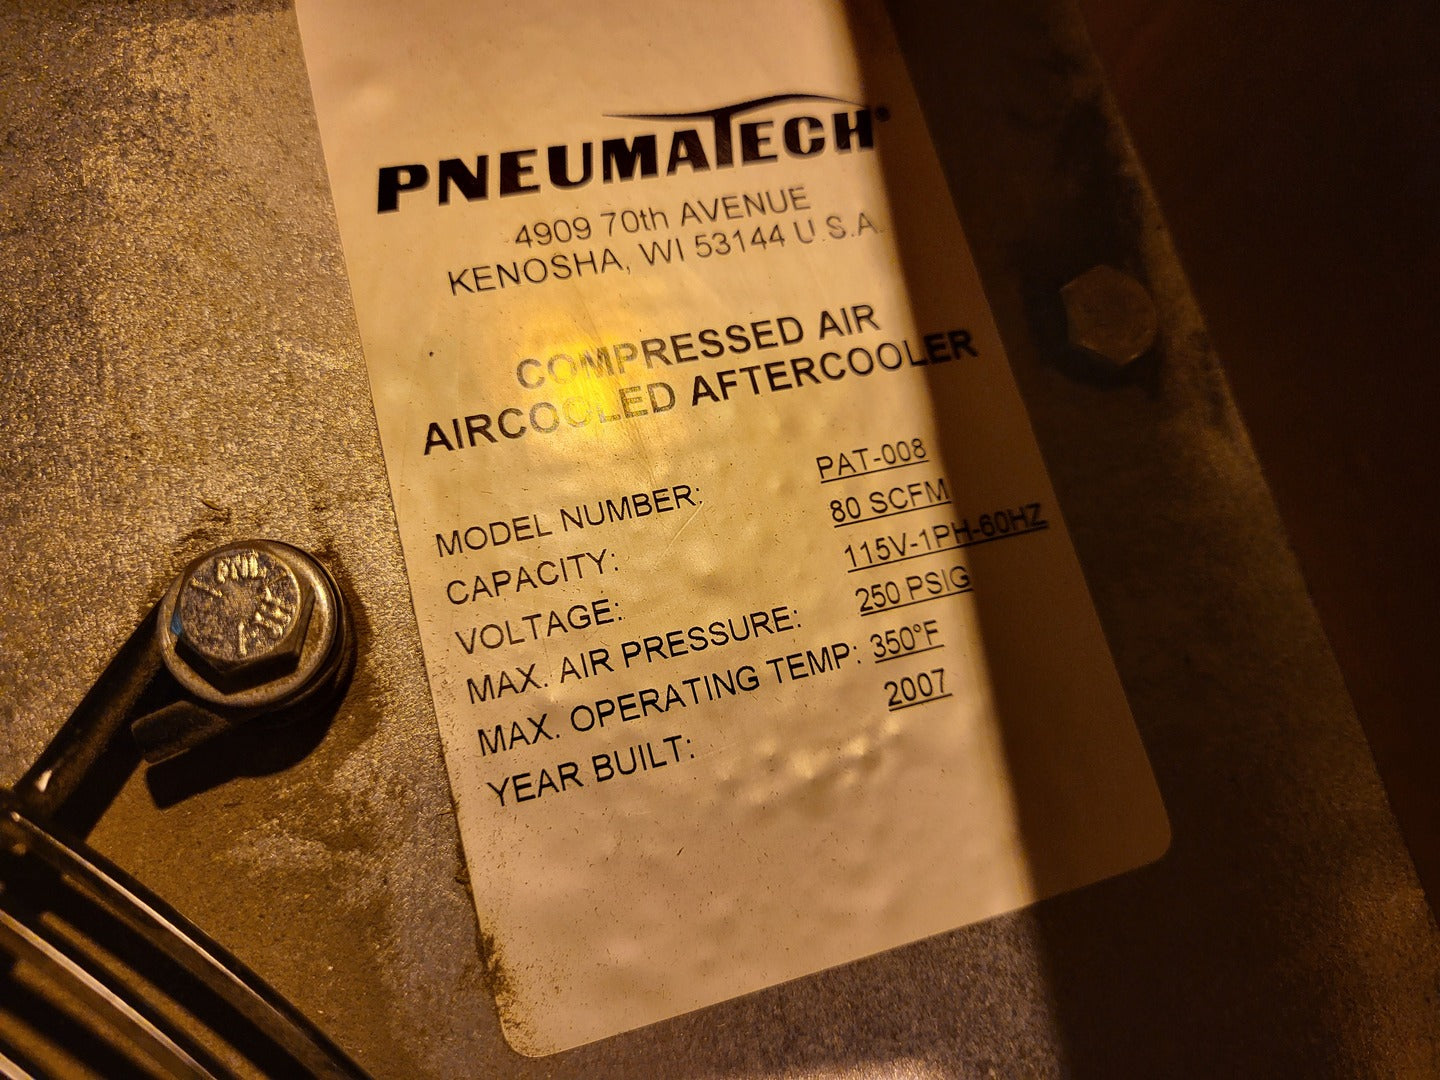 PNEUMATECH®
4909 70th AVENUE
KENOSHA, WI 53144 U.S.A.
COMPRESSED AIR
AIRCOOLED AFTERCOOLER
MODEL NUMBER: PAT-008
CAPACITY: 80 SCFM
VOLTAGE: 115V-1PH-60HZ
MAX. AIR PRESSURE: 250 PSIG
MAX. OPERATING TEMP: 350°F
YEAR BUILT: 2007